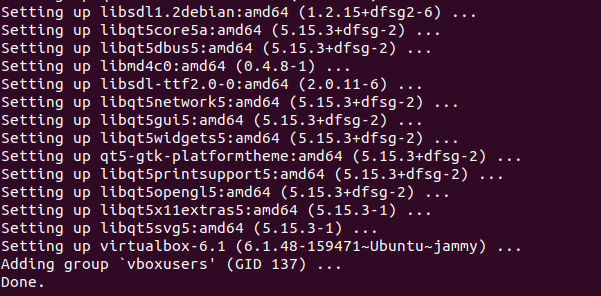 Setting up libsdl1.2debian:amd64 (1.2.15+dfsg2-6) ...
Setting up libqt5core5a:amd64 (5.15.3+dfsg-2) ...
Setting up libqt5dbus5:amd64 (5.15.3+dfsg-2) ...
Setting up libmd4c0:amd64 (0.4.8-1) ...
Setting up libsdl-ttf2.0-0:amd64 (2.0.11-6) ...
Setting up libqt5network5:amd64 (5.15.3+dfsg-2) ...
Setting up libqt5gui5:amd64 (5.15.3+dfsg-2) ...
Setting up libqt5widgets5:amd64 (5.15.3+dfsg-2) ...
Setting up qt5-gtk-platformtheme:amd64 (5.15.3+dfsg-2) ...
Setting up libqt5printsupport5:amd64 (5.15.3+dfsg-2) ...
Setting up libqt5opengl5:amd64 (5.15.3+dfsg-2) ...
Setting up libqt5x11extras5:amd64 (5.15.3-1) ...
Setting up libqt5svg5:amd64 (5.15.3-1) ...
Setting up virtualbox-6.1 (6.1.48-159471~Ubuntu~jammy) ...
Adding group `vboxusers' (GID 137) ...
Done.